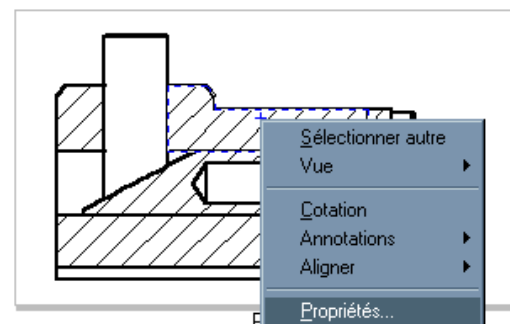 Sélectionner autre
Vue
Cotation
Annotations
Aligner
Propriétés...